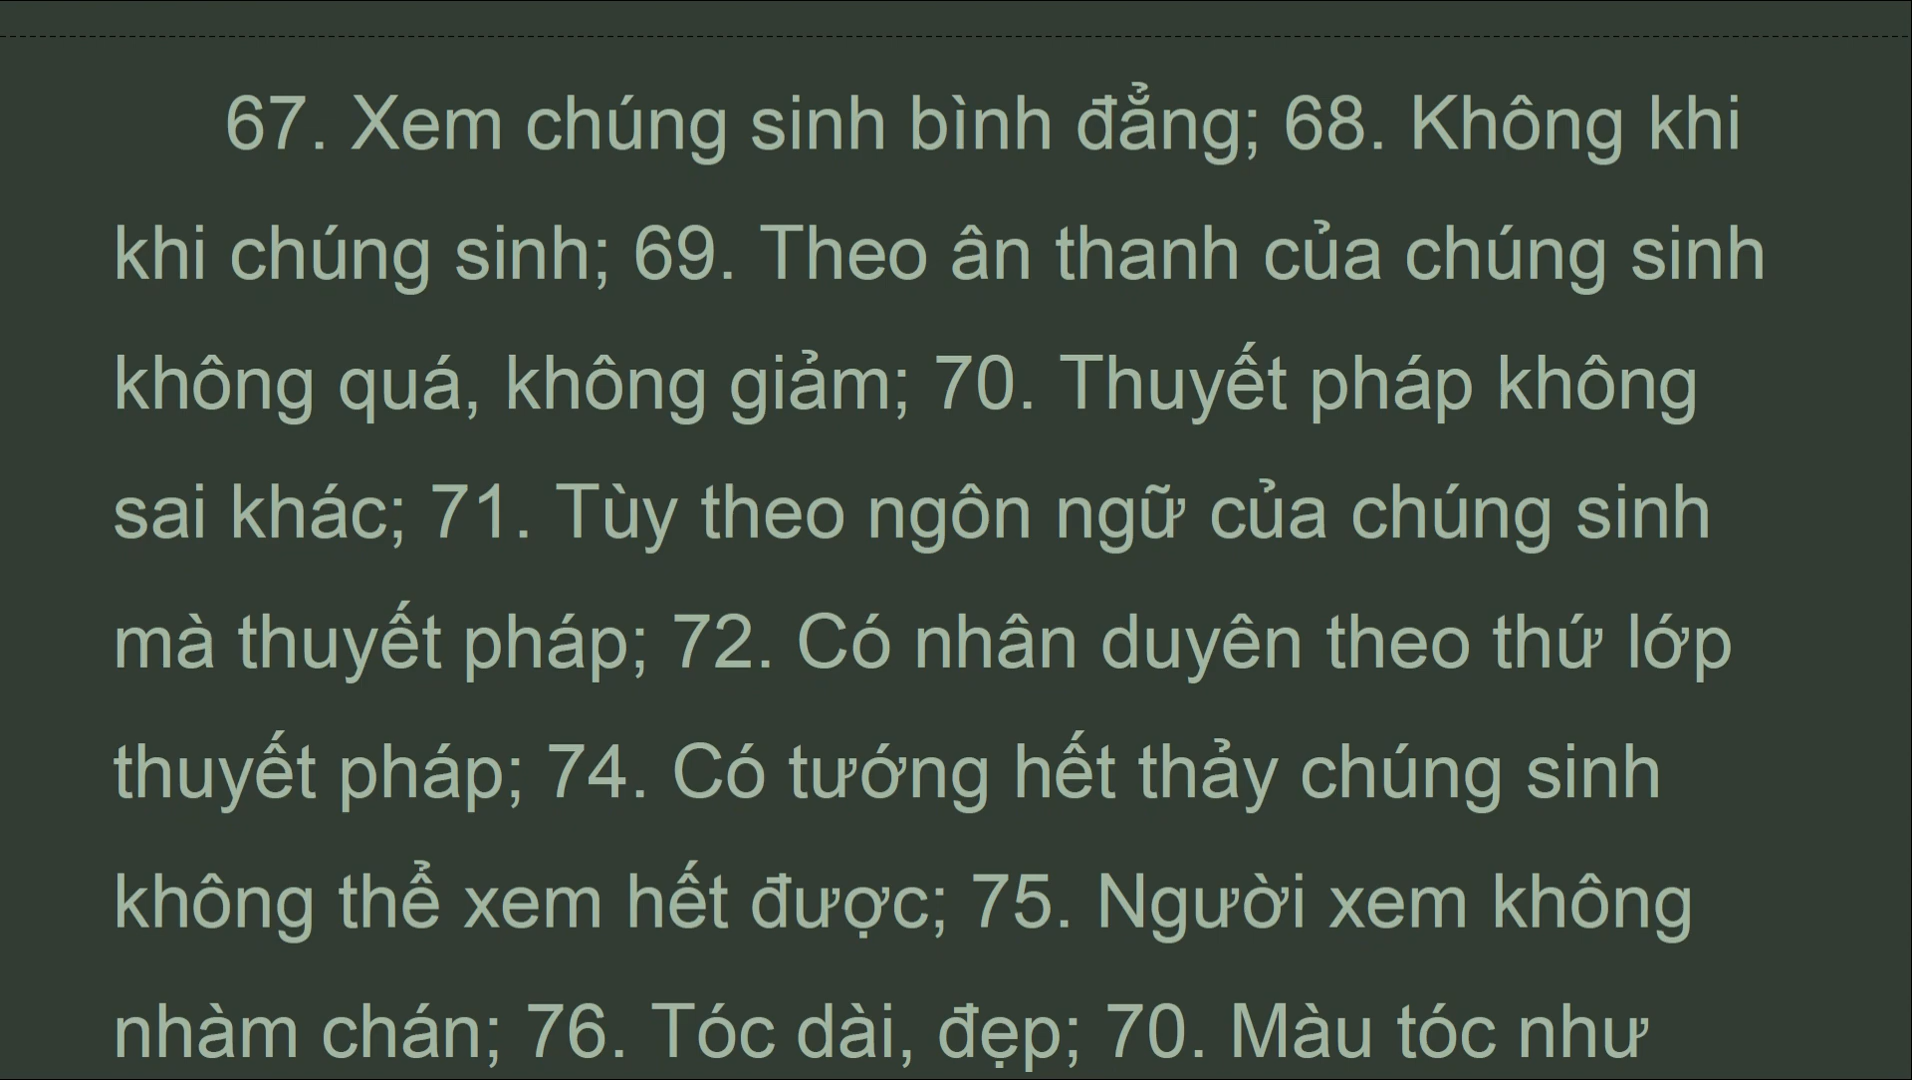 67. Xem chúng sinh bình đẳng; 68. Không khi
khi chúng sinh; 69. Theo ân thanh của chúng sinh
không quá, không giảm; 70. Thuyết pháp không
sai khác; 71. Tùy theo ngôn ngữ của chúng sinh
mà thuyết pháp; 72. Có nhân duyên theo thứ lớp
thuyết pháp; 74. Có tướng hết thảy chúng sinh
không thể xem hết được; 75. Người xem không
nhàm chán; 76. Tóc dài, đẹp; 70. Màu tóc như